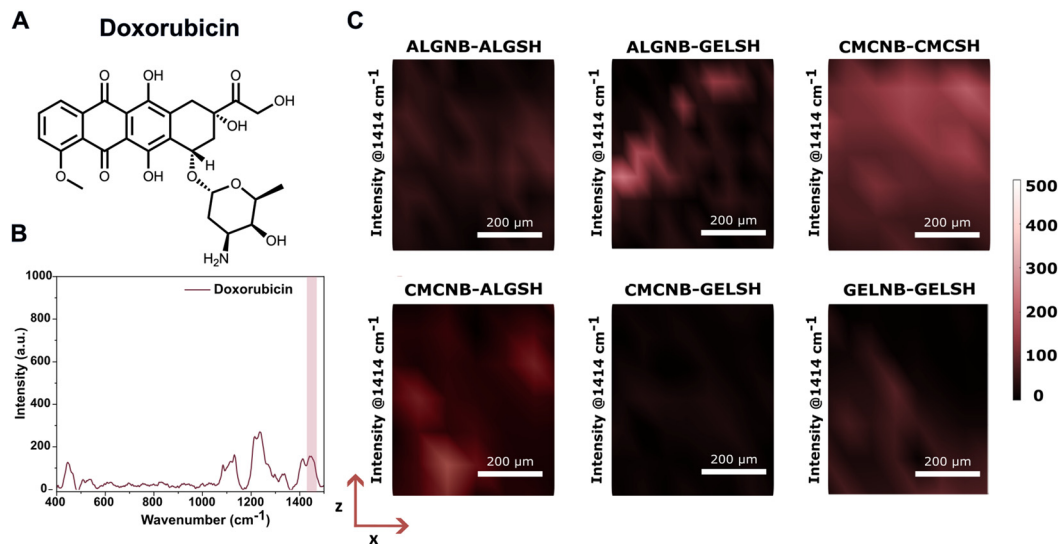 A
Doxorubicin
O
OH
O
OH
OH
O
O
OH
H
O
O
OH
H₂N
B
1000
800
600
400
200
0
Intensity (a.u.)
Doxorubicin
400
600
800
1000
1200
1400
Wavenumber (cm⁻¹)
C
ALGNB-ALGSH
Intensity @1414 cm⁻¹
200 µm
ALGNB-GELSH
Intensity @1414 cm⁻¹
200 µm
CMCNB-CMCSH
Intensity @1414 cm⁻¹
200 µm
CMCNB-ALGSH
Intensity @1414 cm⁻¹
200 µm
CMCNB-GELSH
Intensity @1414 cm⁻¹
200 µm
GELNB-GELSH
Intensity @1414 cm⁻¹
200 µm
500
400
300
200
100
0
z
x